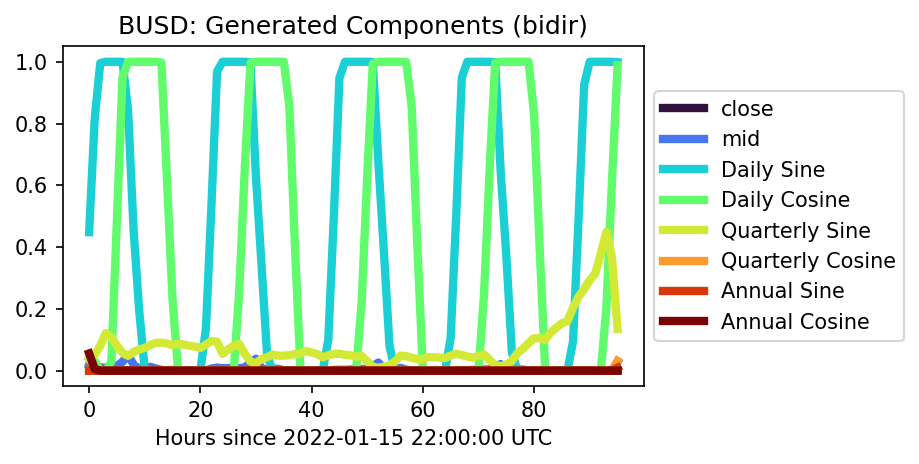 BUSD: Generated Components (bidir)
1.0
0.8
0.6
0.4
0.2
0.0
0
20
40
60
80
Hours since 2022-01-15 22:00:00 UTC
close
mid
Daily Sine
Daily Cosine
Quarterly Sine
Quarterly Cosine
Annual Sine
Annual Cosine